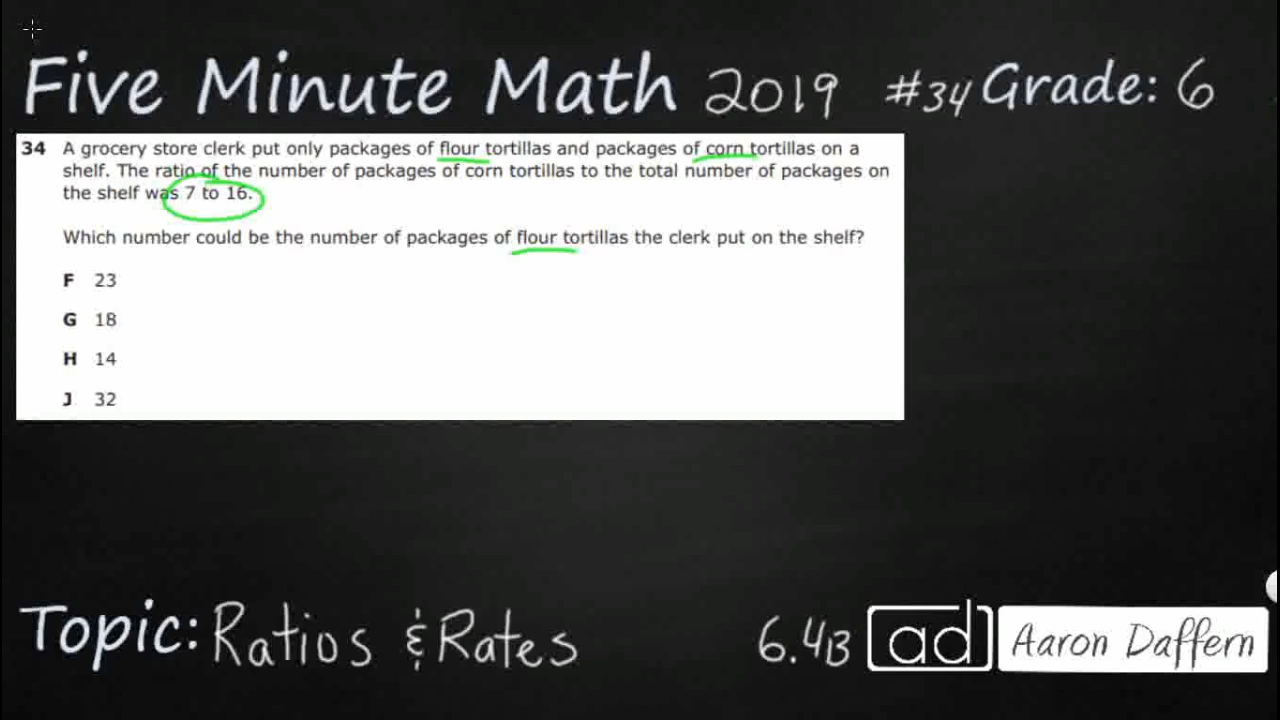 Five Minute Math 2019 #34 Grade: 6
34 A grocery store clerk put only packages of flour tortillas and packages of corn tortillas on a
shelf. The ratio of the number of packages of corn tortillas to the total number of packages on
the shelf was 7 to 16.
Which number could be the number of packages of flour tortillas the clerk put on the shelf?
F 23
G 18
H 14
J 32
Topic: Ratios & Rates 6.4B ad Aaron Daffern